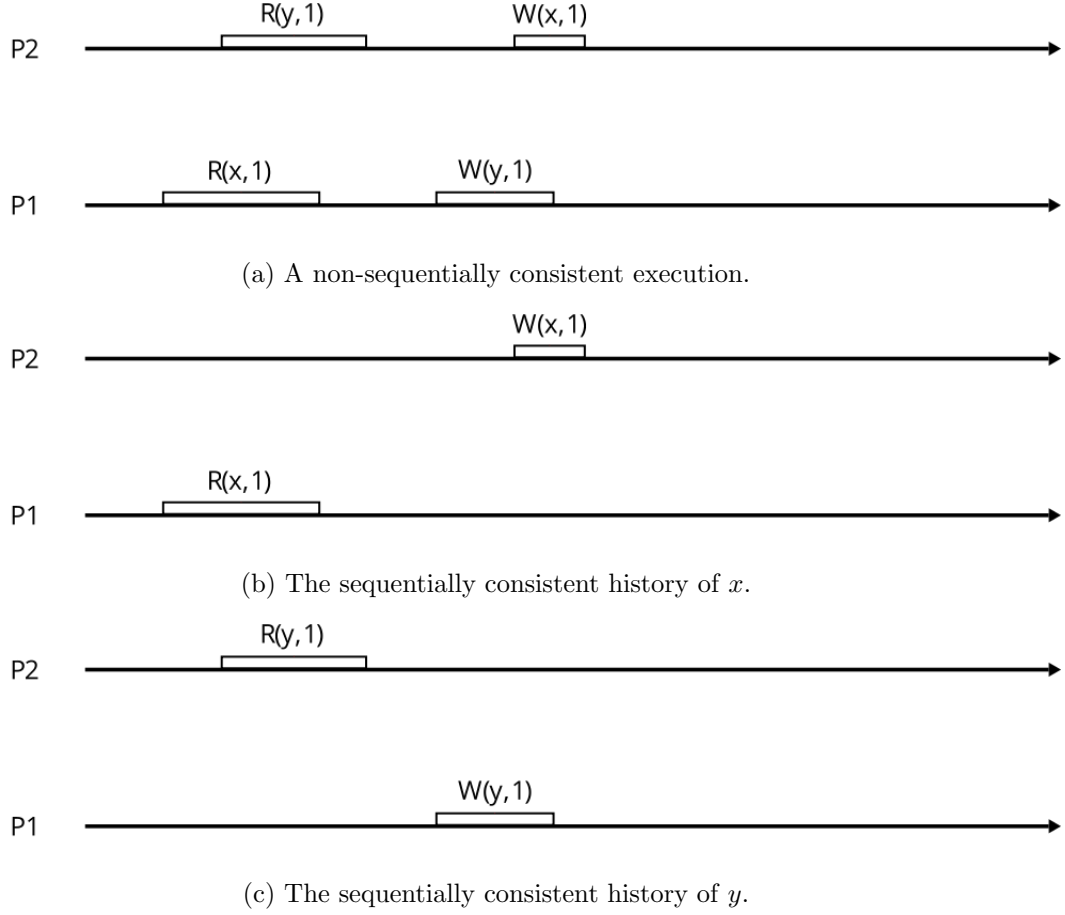 R(y,1) W(x,1)
P2
R(x,1) W(y,1)
P1
(a) A non-sequentially consistent execution.
W(x,1)
P2
R(x,1)
P1
(b) The sequentially consistent history of x.
R(y,1)
P2
W(y,1)
P1
(c) The sequentially consistent history of y.